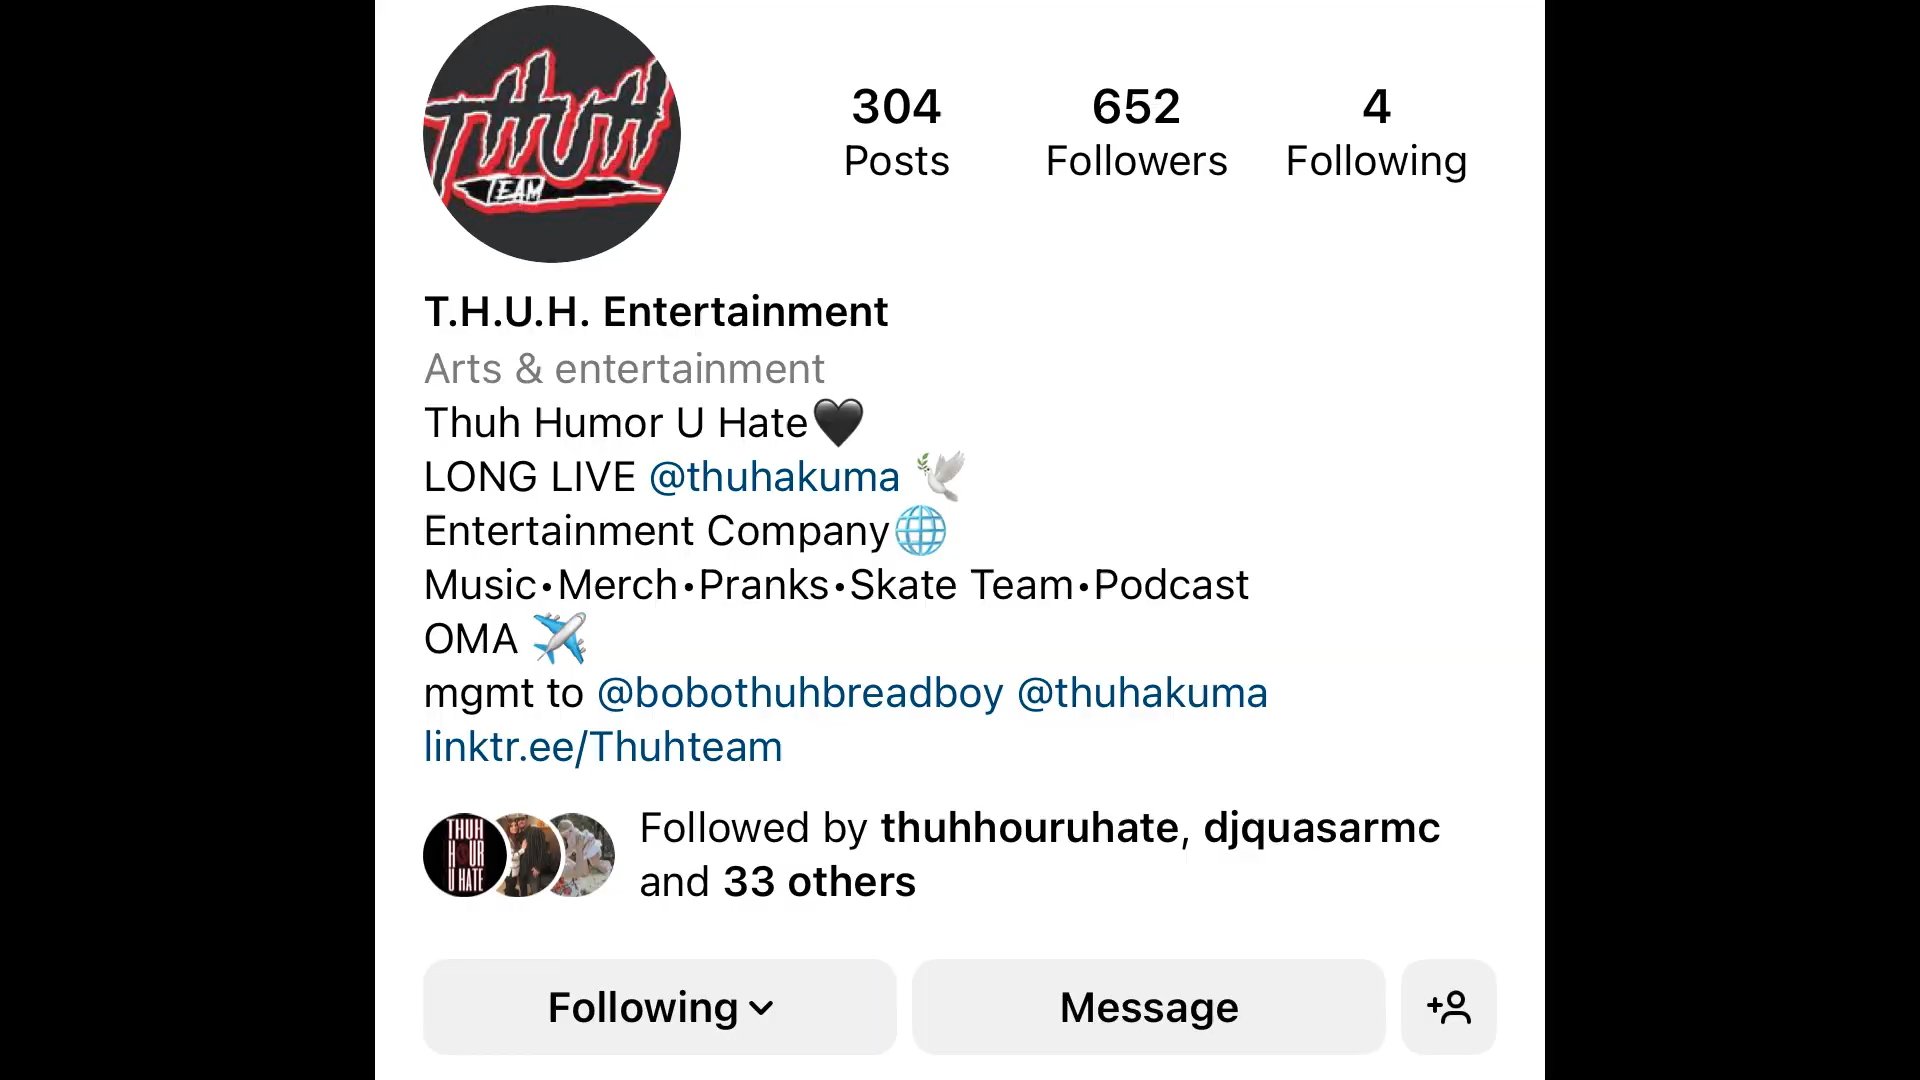 THUH
TEAM
304 652 4
Posts Followers Following
T.H.U.H. Entertainment
Arts & entertainment
Thuh Humor U Hate🖤
LONG LIVE @thuhakuma 🕊️
Entertainment Company🌐
Music•Merch•Pranks•Skate Team•Podcast
OMA ✈️
mgmt to @bobothuhbreadboy @thuhakuma
linktr.ee/Thuhteam
THUH
HOUR
U HATE
Followed by thuhhouruhate, djquasarmc
and 33 others
Following Message